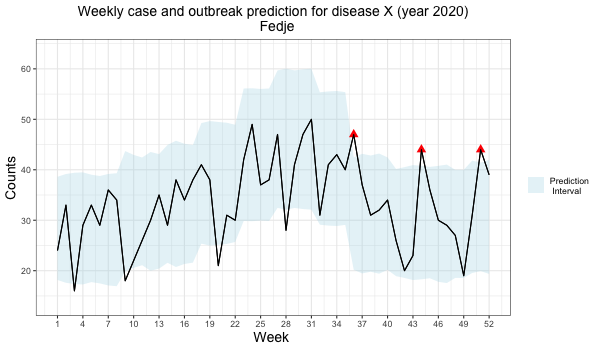 Weekly case and outbreak prediction for disease X (year 2020)
Fedje
Counts
60
50
40
30
20
1 4 7 10 13 16 19 22 25 28 31 34 37 40 43 46 49 52
Week
Prediction
Interval